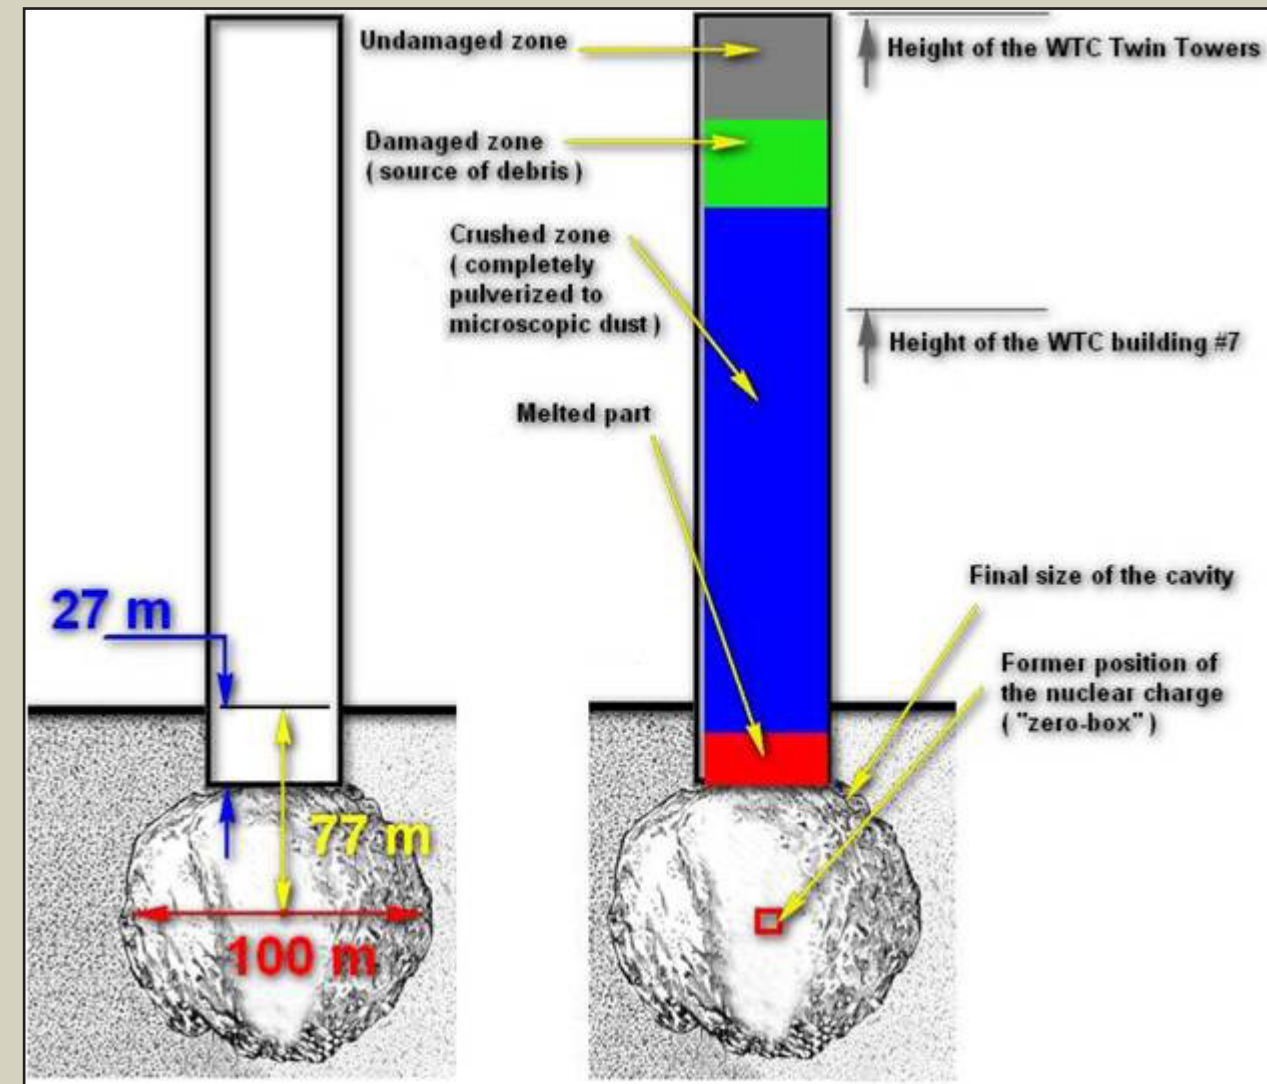 Undamaged zone
Height of the WTC Twin Towers
Damaged zone
( source of debris )
Crushed zone
( completely
pulverized to
microscopic dust )
Height of the WTC building #7
Melted part
Final size of the cavity
27 m
Former position of
the nuclear charge
( "zero-box" )
77 m
100 m